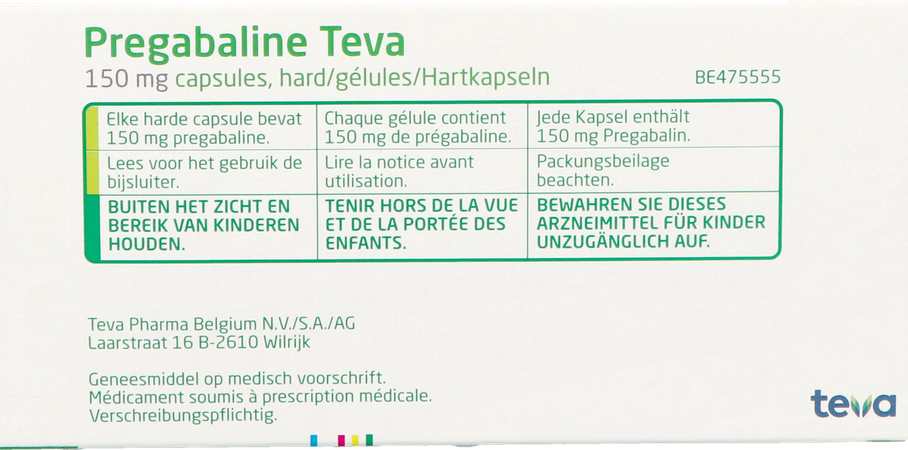 Pregabaline Teva
150 mg capsules, hard/gélules/Hartkapseln
BE475555
Elke harde capsule bevat
150 mg pregabaline.
Chaque gélule contient
150 mg de prégabaline.
Jede Kapsel enthält
150 mg Pregabalin.
Lees voor het gebruik de
bijsluiter.
Lire la notice avant
utilisation.
Packungsbeilage
beachten.
BUITEN HET ZICHT EN
BEREIK VAN KINDEREN
HOUDEN.
TENIR HORS DE LA VUE
ET DE LA PORTÉE DES
ENFANTS.
BEWAHREN SIE DIESES
ARZNEIMITTEL FÜR KINDER
UNZUGÄNGLICH AUF.
Teva Pharma Belgium N.V./S.A./AG
Laarstraat 16 B-2610 Wilrijk
Geneesmiddel op medisch voorschrift.
Médicament soumis à prescription médicale.
Verschreibungspflichtig.
teva